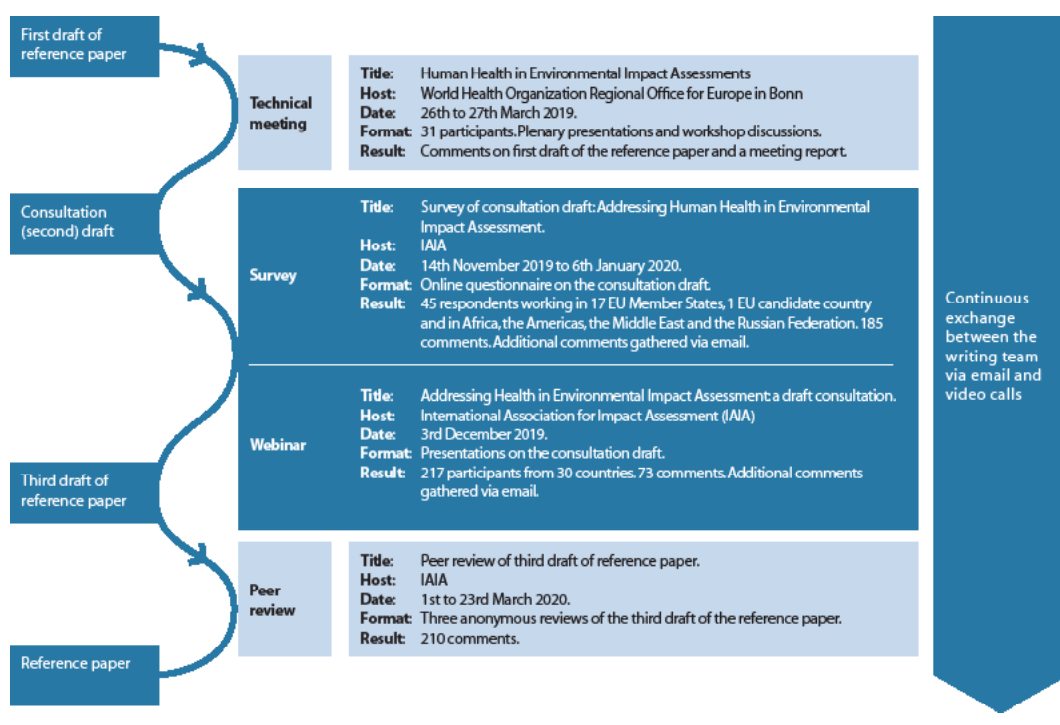 First draft of
reference paper
Technical
meeting
Title: Human Health in Environmental Impact Assessments
Host: World Health Organization Regional Office for Europe in Bonn
Date: 26th to 27th March 2019.
Format: 31 participants. Plenary presentations and workshop discussions.
Result: Comments on first draft of the reference paper and a meeting report.
Consultation
(second) draft
Survey
Title: Survey of consultation draft: Addressing Human Health in Environmental
Impact Assessment.
Host: IAIA
Date: 14th November 2019 to 6th January 2020.
Format: Online questionnaire on the consultation draft.
Result: 45 respondents working in 17 EU Member States, 1 EU candidate country
and in Africa, the Americas, the Middle East and the Russian Federation. 185
comments. Additional comments gathered via email.
Webinar
Title: Addressing Health in Environmental Impact Assessment: a draft consultation.
Host: International Association for Impact Assessment (IAIA)
Date: 3rd December 2019.
Format: Presentations on the consultation draft.
Result: 217 participants from 30 countries. 73 comments. Additional comments
gathered via email.
Third draft of
reference paper
Peer
review
Title: Peer review of third draft of reference paper.
Host: IAIA
Date: 1st to 23rd March 2020.
Format: Three anonymous reviews of the third draft of the reference paper.
Result: 210 comments.
Reference paper
Continuous
exchange
between the
writing team
via email and
video calls